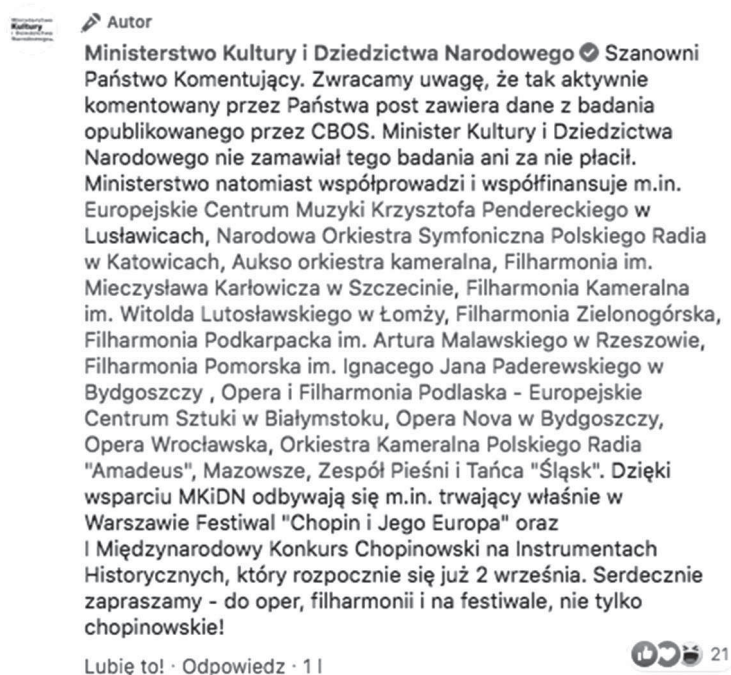 Ministerstwo
Kultury
i Dziedzictwa
Narodowego
Autor
Ministerstwo Kultury i Dziedzictwa Narodowego Szanowni
Państwo Komentujący. Zwracamy uwagę, że tak aktywnie
komentowany przez Państwa post zawiera dane z badania
opublikowanego przez CBOS. Minister Kultury i Dziedzictwa
Narodowego nie zamawiał tego badania ani za nie płacił.
Ministerstwo natomiast współprowadzi i współfinansuje m.in.
Europejskie Centrum Muzyki Krzysztofa Pendereckiego w
Lusławicach, Narodowa Orkiestra Symfoniczna Polskiego Radia
w Katowicach, Aukso orkiestra kameralna, Filharmonia im.
Mieczysława Karłowicza w Szczecinie, Filharmonia Kameralna
im. Witolda Lutosławskiego w Łomży, Filharmonia Zielonogórska,
Filharmonia Podkarpacka im. Artura Malawskiego w Rzeszowie,
Filharmonia Pomorska im. Ignacego Jana Paderewskiego w
Bydgoszczy , Opera i Filharmonia Podlaska - Europejskie
Centrum Sztuki w Białymstoku, Opera Nova w Bydgoszczy,
Opera Wrocławska, Orkiestra Kameralna Polskiego Radia
"Amadeus", Mazowsze, Zespół Pieśni i Tańca "Śląsk". Dzięki
wsparciu MKiDN odbywają się m.in. trwający właśnie w
Warszawie Festiwal "Chopin i Jego Europa" oraz
I Międzynarodowy Konkurs Chopinowski na Instrumentach
Historycznych, który rozpocznie się już 2 września. Serdecznie
zapraszamy - do oper, filharmonii i na festiwale, nie tylko
chopinowskie!
21
Lubię to! · Odpowiedz · 1 l